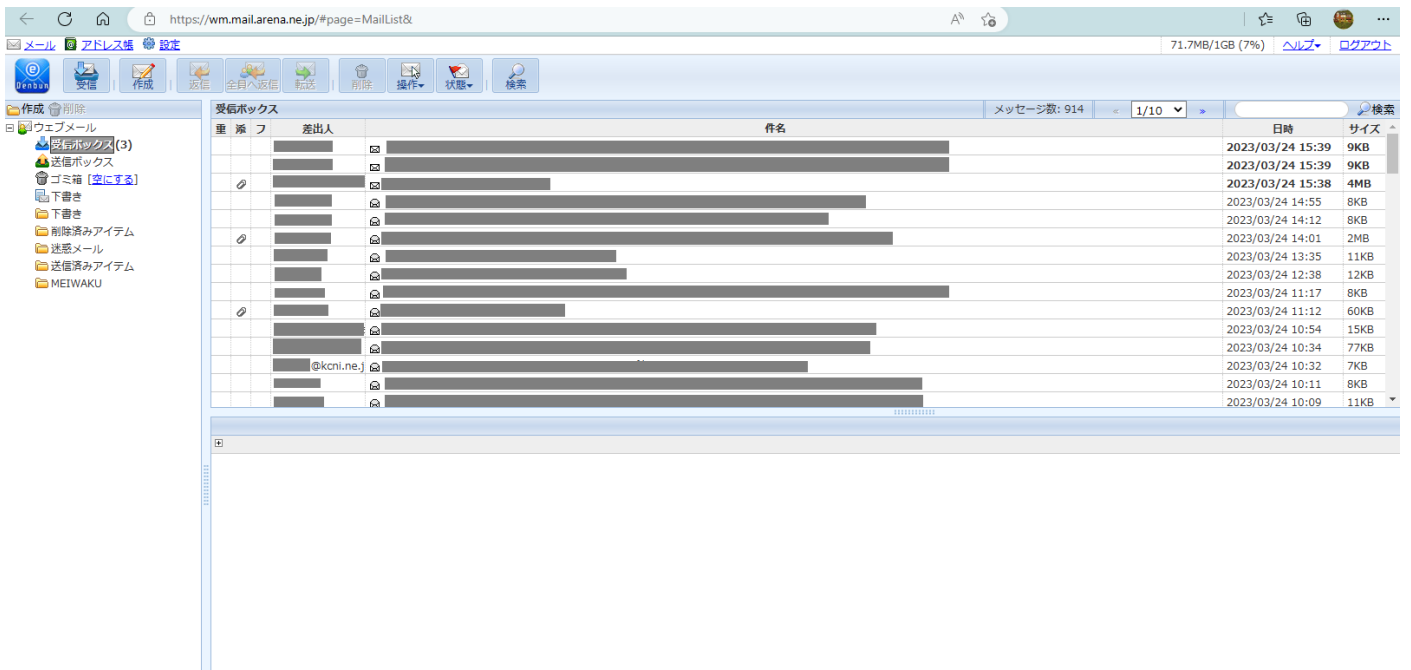 https://wm.mail.arena.ne.jp/#page=MailList&
メール アドレス帳 設定 71.7MB/1GB (7%) ヘルプ ログアウト
Denbun 受信 作成 返信 全員へ返信 転送 削除 操作 状態 検索
作成 削除 受信ボックス メッセージ数: 914 « 1/10 » 検索
重 添 フ 差出人 件名 日時 サイズ
ウェブメール
受信ボックス (3)
送信ボックス
ゴミ箱 [空にする]
下書き
下書き
削除済みアイテム
迷惑メール
送信済みアイテム
MEIWAKU
2023/03/24 15:39 9KB
2023/03/24 15:39 9KB
2023/03/24 15:38 4MB
2023/03/24 14:55 8KB
2023/03/24 14:12 8KB
2023/03/24 14:01 2MB
2023/03/24 13:35 11KB
2023/03/24 12:38 12KB
2023/03/24 11:17 8KB
2023/03/24 11:12 60KB
2023/03/24 10:54 15KB
2023/03/24 10:34 77KB
@kcni.ne.j 2023/03/24 10:32 7KB
2023/03/24 10:11 8KB
2023/03/24 10:09 11KB